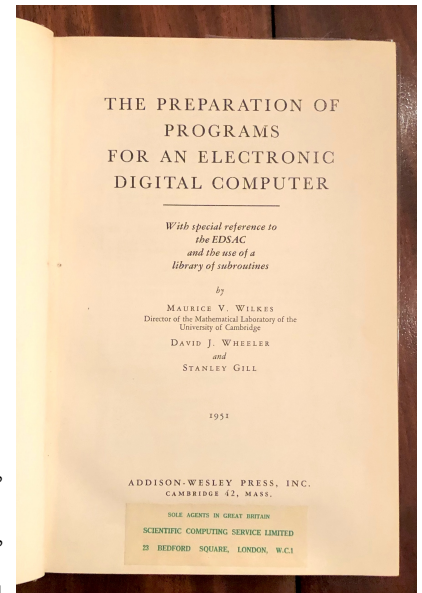 THE PREPARATION OF
PROGRAMS
FOR AN ELECTRONIC
DIGITAL COMPUTER
With special reference to
the EDSAC
and the use of a
library of subroutines
by
MAURICE V. WILKES
Director of the Mathematical Laboratory of the
University of Cambridge
DAVID J. WHEELER
and
STANLEY GILL
1951
ADDISON-WESLEY PRESS, INC.
CAMBRIDGE 42, MASS.
SOLE AGENTS IN GREAT BRITAIN
SCIENTIFIC COMPUTING SERVICE LIMITED
23 BEDFORD SQUARE, LONDON, W.C.1